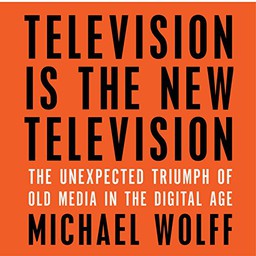 TELEVISION
IS THE NEW
TELEVISION
THE UNEXPECTED TRIUMPH OF
OLD MEDIA IN THE DIGITAL AGE
MICHAEL WOLFF